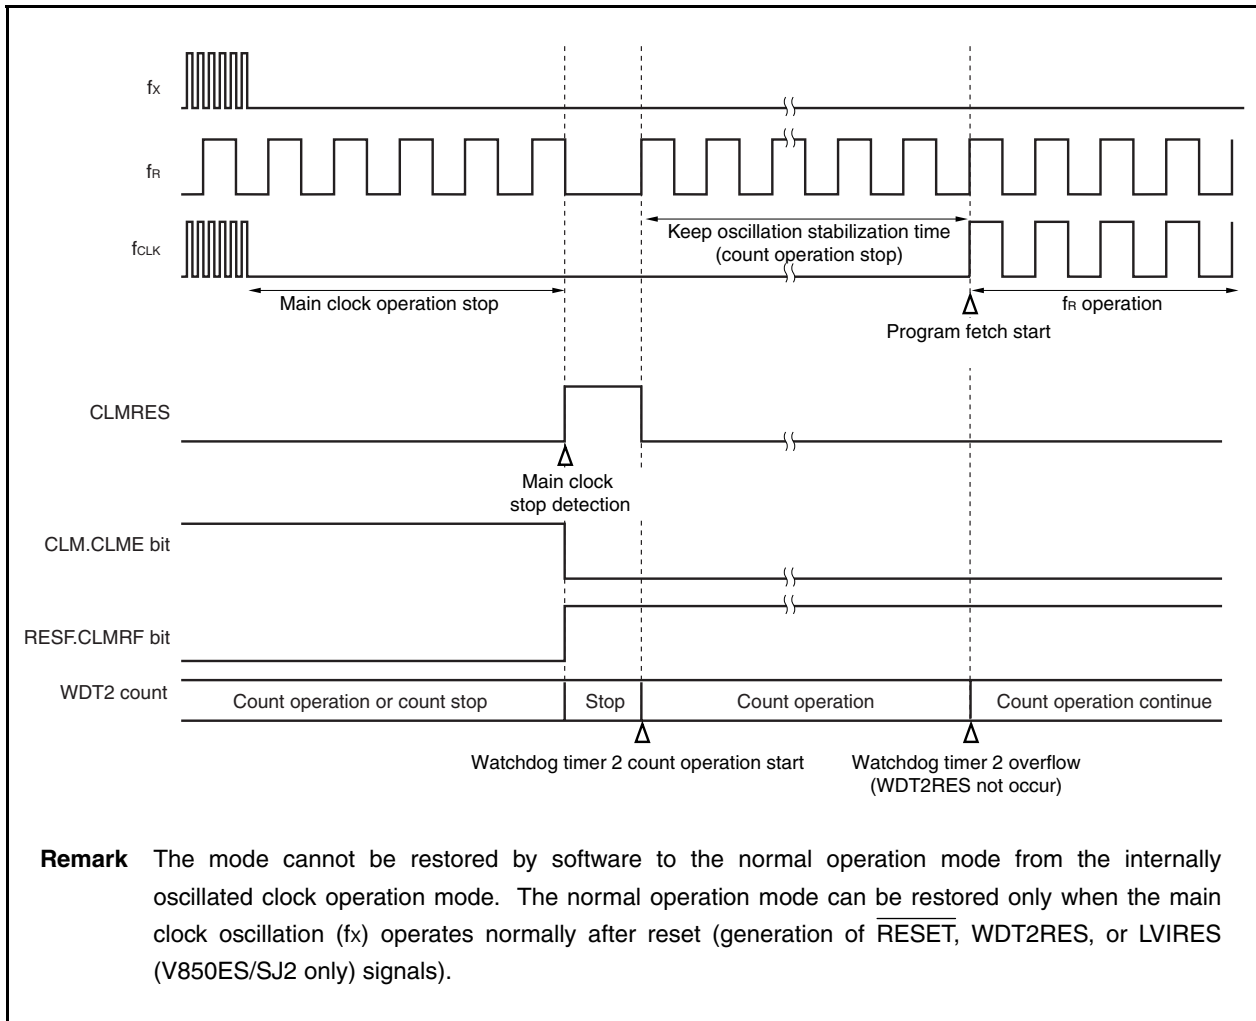 fX
fR
Keep oscillation stabilization time
(count operation stop)
fCLK
Main clock operation stop
fR operation
Program fetch start
CLMRES
Main clock
stop detection
CLM.CLME bit
RESF.CLMRF bit
WDT2 count
Count operation or count stop
Stop
Count operation
Count operation continue
Watchdog timer 2 count operation start
Watchdog timer 2 overflow
(WDT2RES not occur)
Remark The mode cannot be restored by software to the normal operation mode from the internally
oscillated clock operation mode. The normal operation mode can be restored only when the main
clock oscillation (fX) operates normally after reset (generation of RESET, WDT2RES, or LVIRES
(V850ES/SJ2 only) signals).